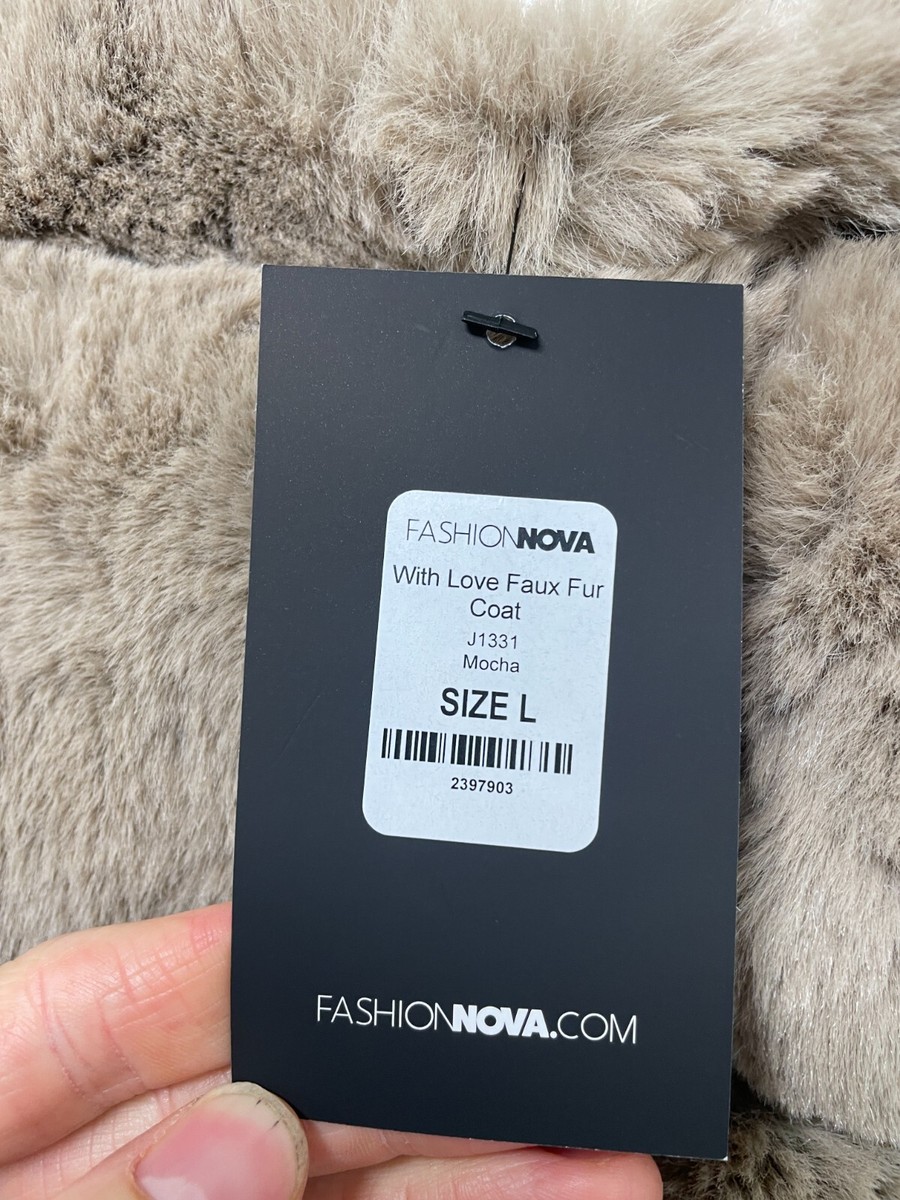 FASHIONNOVA
With Love Faux Fur
Coat
J1331
Mocha
SIZE L
2397903
FASHIONNOVA.COM